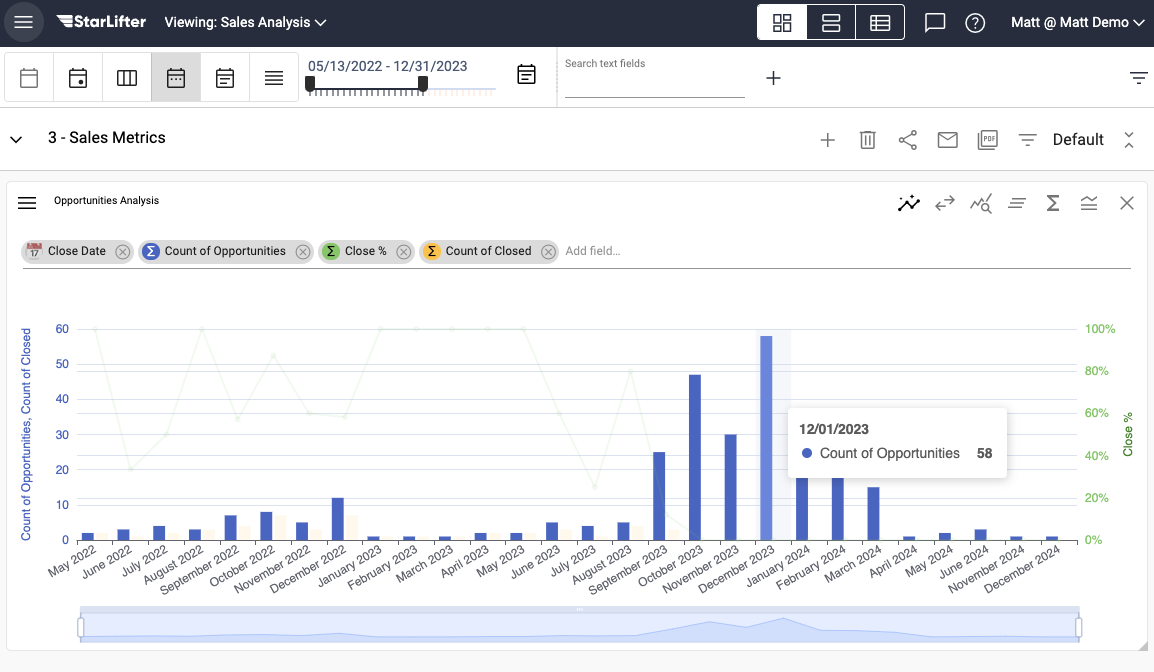 StarLifter
Viewing: Sales Analysis
Matt @ Matt Demo
05/13/2022 - 12/31/2023
Search text fields
3 - Sales Metrics
PDF
Default
Opportunities Analysis
17 Close Date
Σ Count of Opportunities
Σ Close %
Σ Count of Closed
Add field...
Count of Opportunities, Count of Closed
60
50
40
30
20
10
0
100%
80%
60%
40%
20%
0%
Close %
12/01/2023
Count of Opportunities 58
May 2022
June 2022
July 2022
August 2022
September 2022
October 2022
November 2022
December 2022
January 2023
February 2023
March 2023
April 2023
May 2023
June 2023
July 2023
August 2023
September 2023
October 2023
November 2023
December 2023
January 2024
February 2024
March 2024
April 2024
May 2024
June 2024
November 2024
December 2024